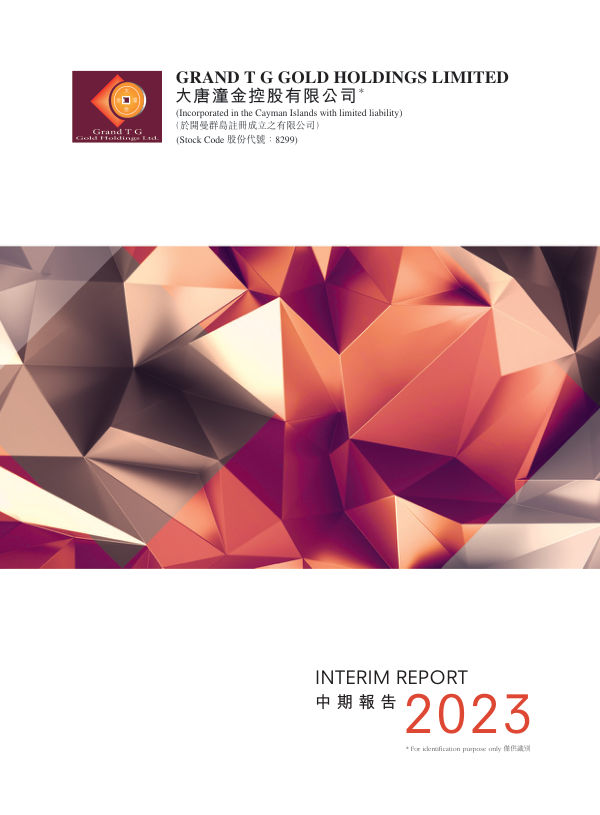 GRAND T G GOLD HOLDINGS LIMITED
大唐潼金控股有限公司*
(Incorporated in the Cayman Islands with limited liability)
(於開曼群島註冊成立之有限公司)
(Stock Code 股份代號：8299)
Grand T G
Gold Holdings Ltd.
INTERIM REPORT
中期報告
2023
* For identification purpose only 僅供識別